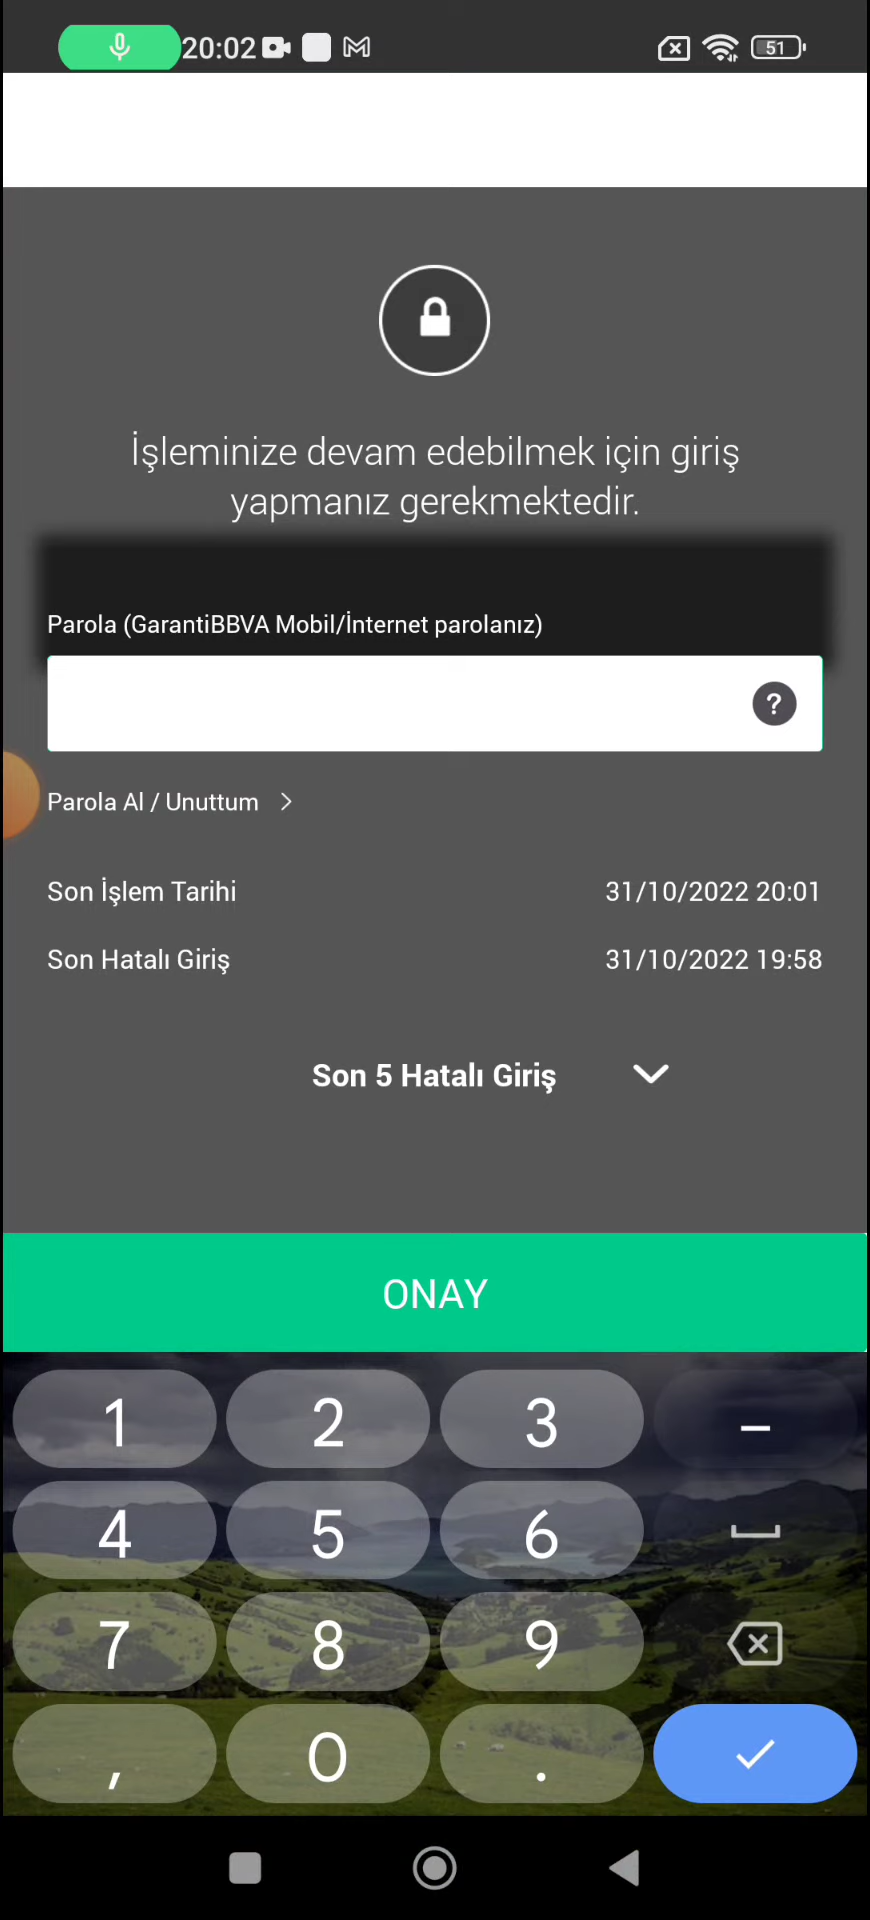 20:02
51
İşleminize devam edebilmek için giriş
yapmanız gerekmektedir.
Parola (GarantiBBVA Mobil/İnternet parolanız)
?
Parola Al / Unuttum >
Son İşlem Tarihi 31/10/2022 20:01
Son Hatalı Giriş 31/10/2022 19:58
Son 5 Hatalı Giriş
ONAY
1 2 3 –
4 5 6
7 8 9
, 0 .